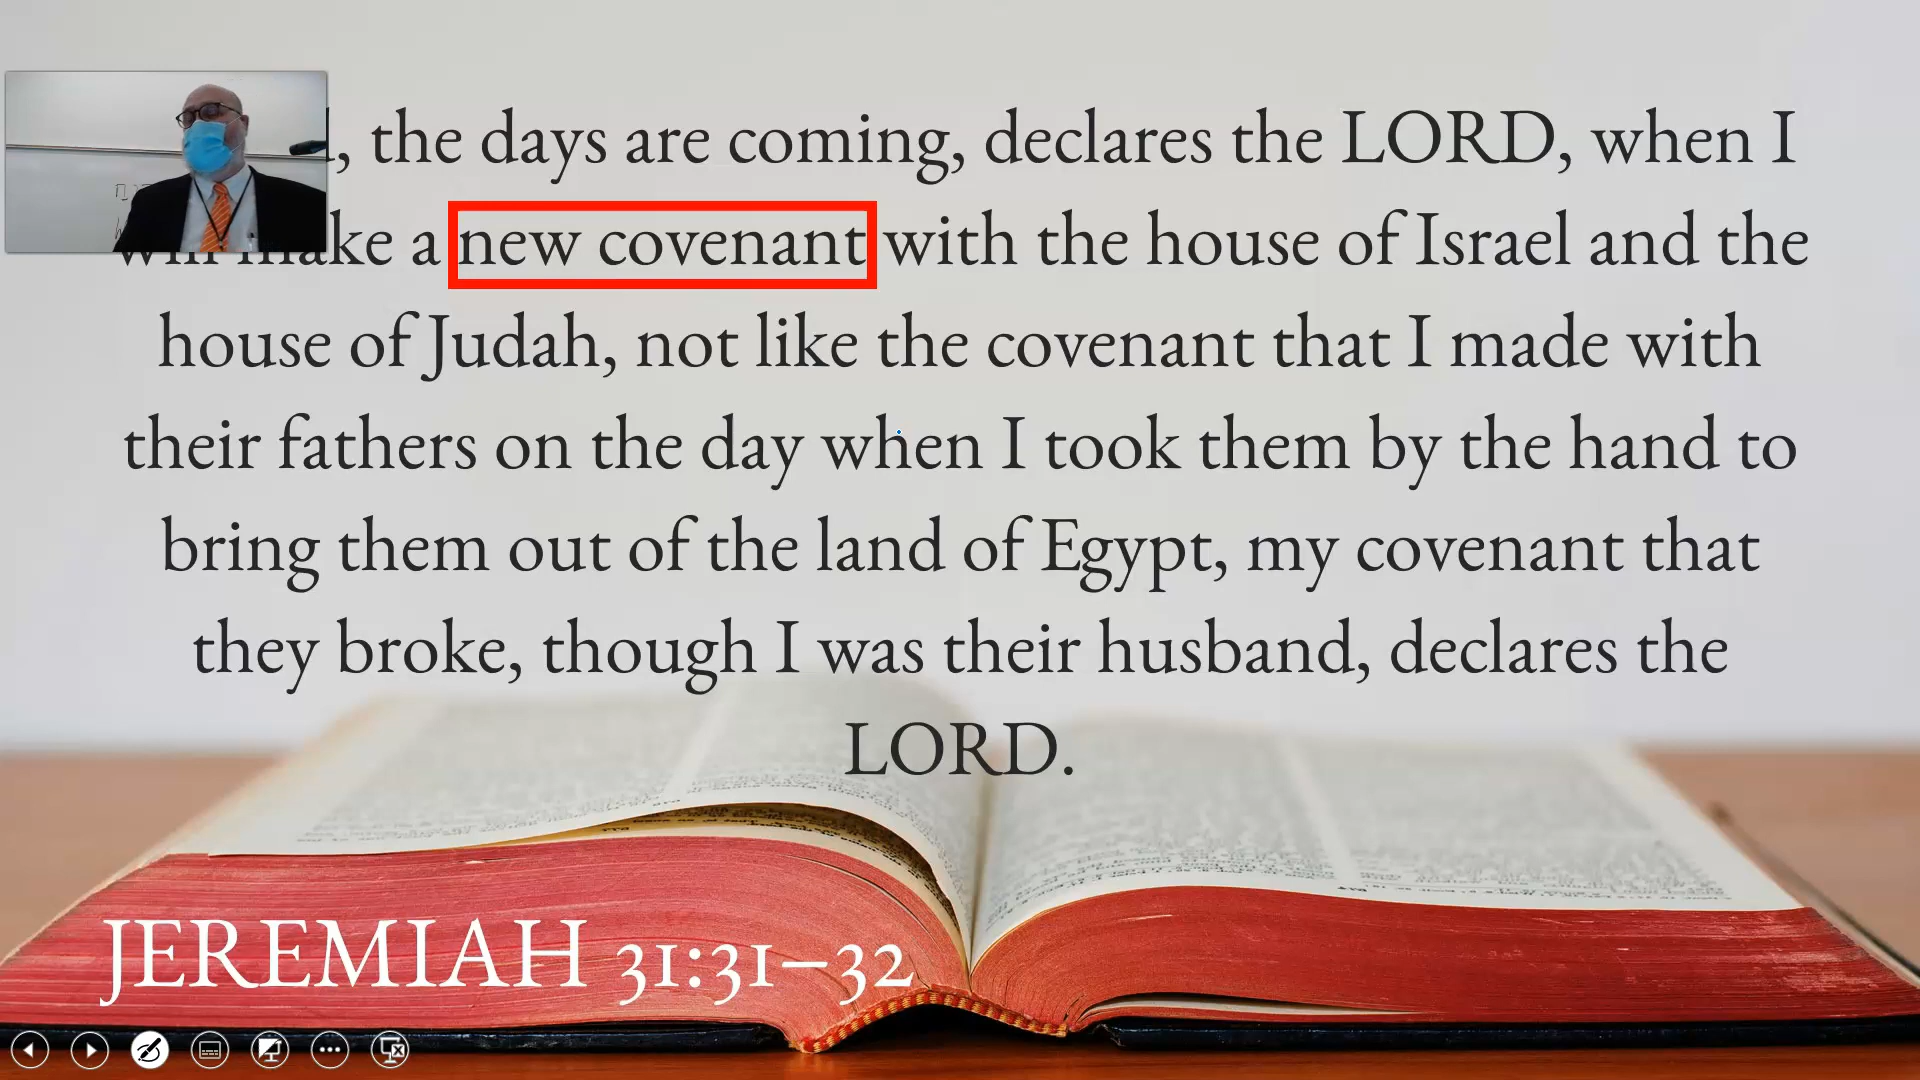 , the days are coming, declares the LORD, when I
will make a new covenant with the house of Israel and the
house of Judah, not like the covenant that I made with
their fathers on the day when I took them by the hand to
bring them out of the land of Egypt, my covenant that
they broke, though I was their husband, declares the
LORD.
JEREMIAH 31:31–32